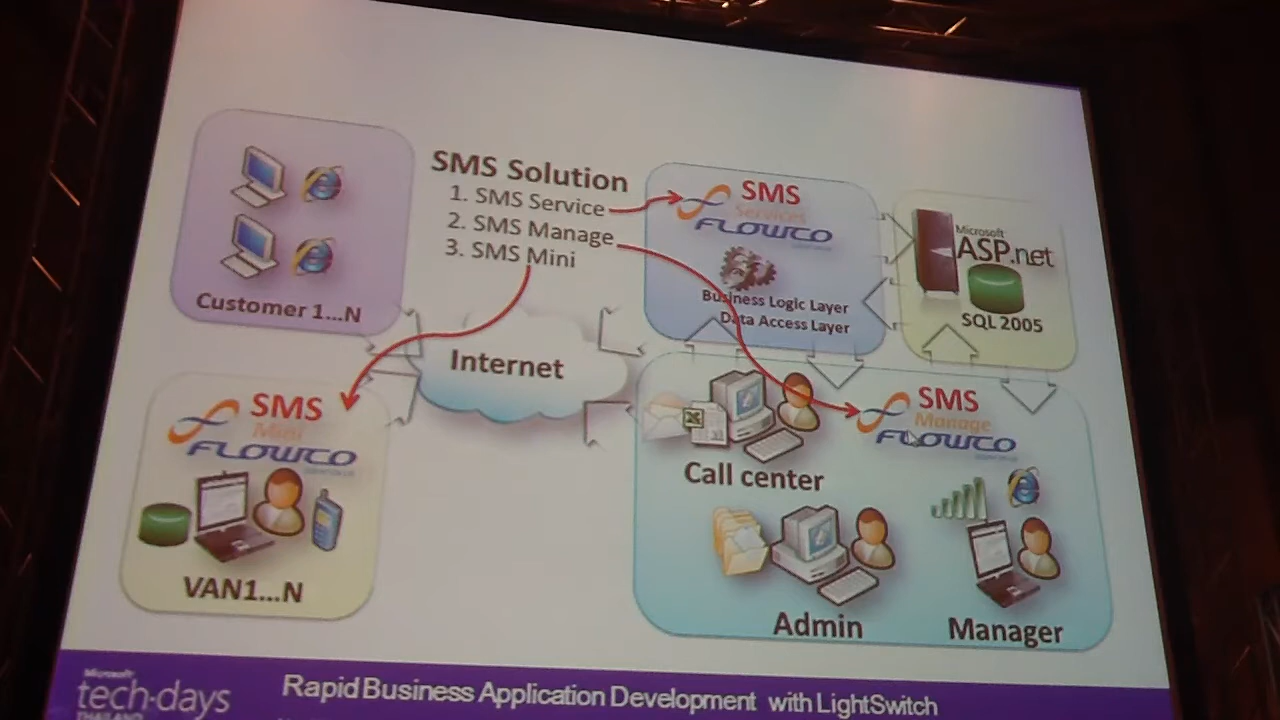 SMS Solution
1. SMS Service
2. SMS Manage
3. SMS Mini
Customer 1...N
Internet
SMS
Services
FLOWCO
Business Logic Layer
Data Access Layer
Microsoft
ASP.net
SQL 2005
SMS
Mini
FLOWCO
VAN1...N
Call center
SMS
Manage
FLOWCO
Admin
Manager
Microsoft
tech·days
THAILAND
Rapid Business Application Development with LightSwitch